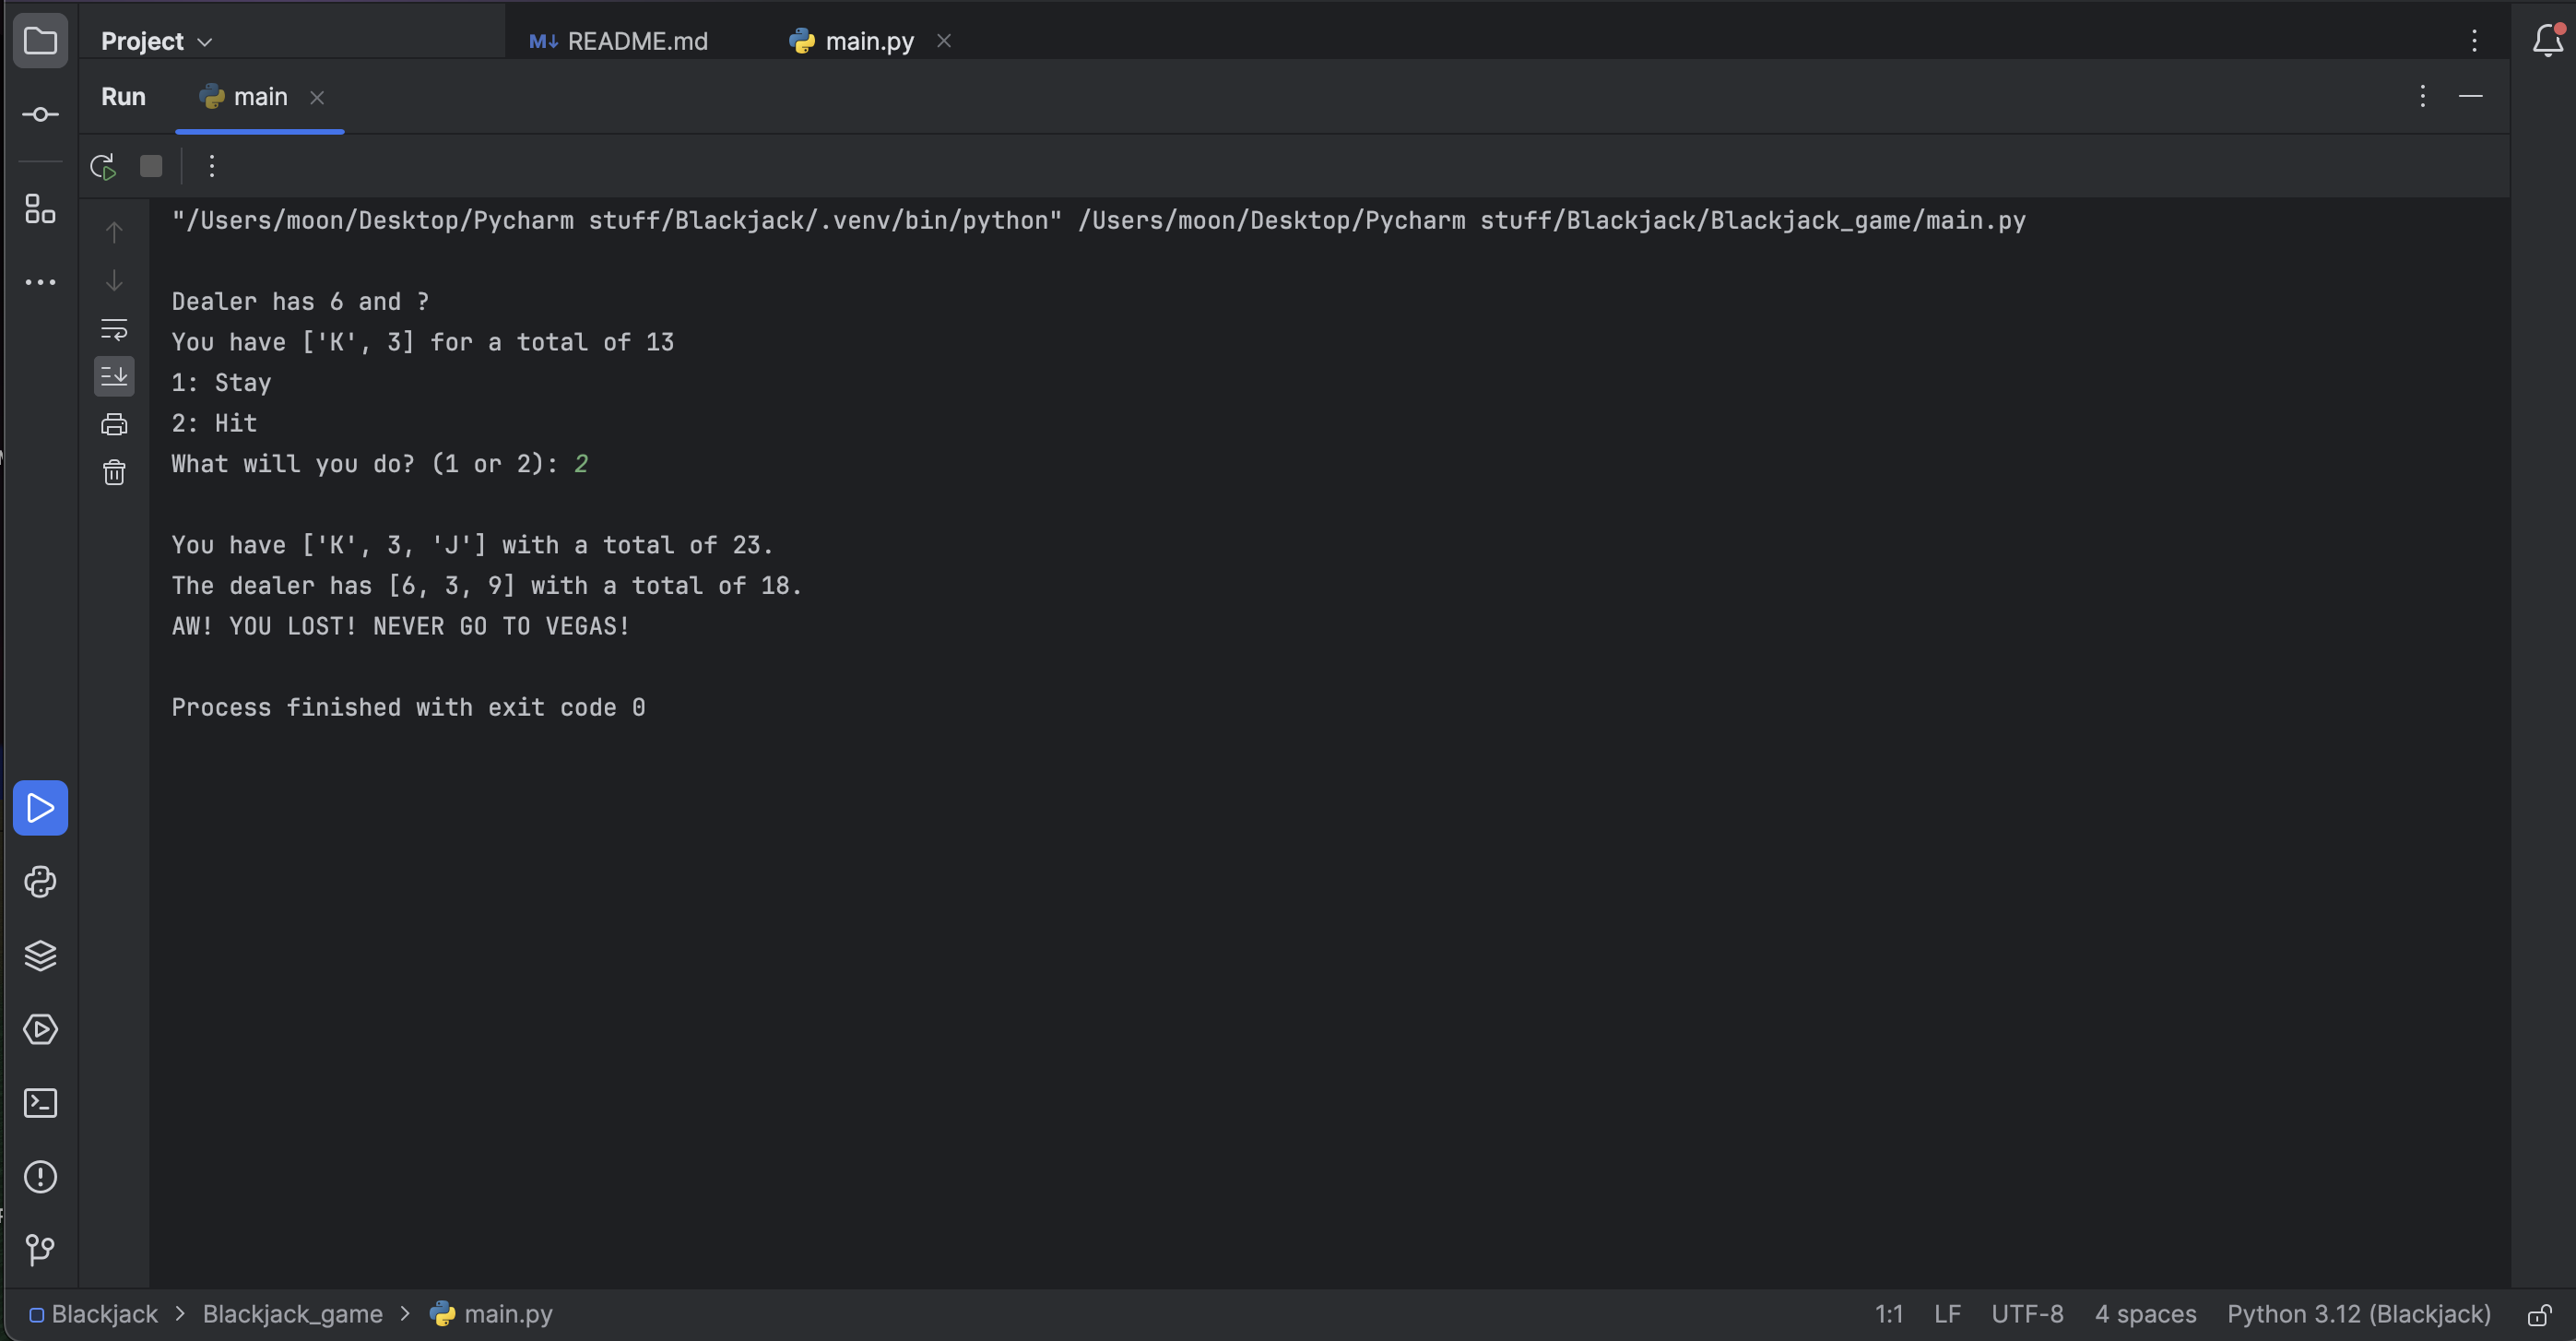 Project
README.md
main.py
Run
main
"/Users/moon/Desktop/Pycharm stuff/Blackjack/.venv/bin/python" /Users/moon/Desktop/Pycharm stuff/Blackjack/Blackjack_game/main.py
Dealer has 6 and ?
You have ['K', 3] for a total of 13
1: Stay
2: Hit
What will you do? (1 or 2): 2
You have ['K', 3, 'J'] with a total of 23.
The dealer has [6, 3, 9] with a total of 18.
AW! YOU LOST! NEVER GO TO VEGAS!
Process finished with exit code 0
Blackjack > Blackjack_game > main.py
1:1 LF UTF-8 4 spaces Python 3.12 (Blackjack)